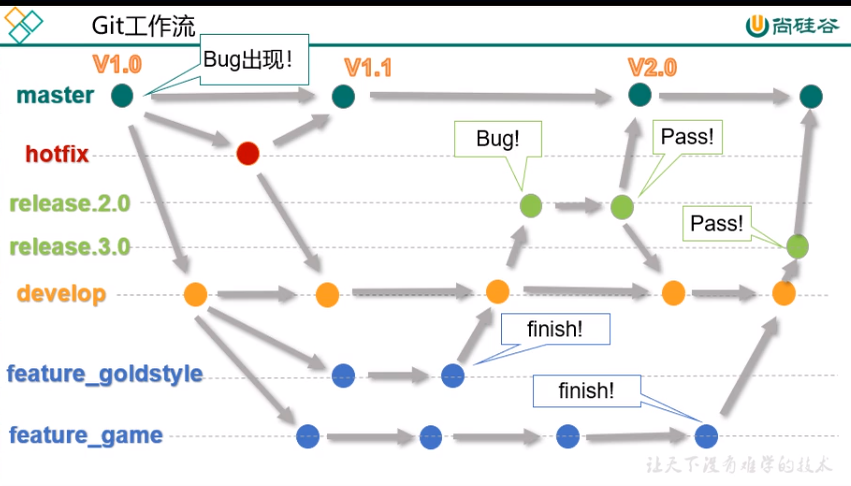 Git工作流
尚硅谷
V1.0
Bug出现!
V1.1
V2.0
master
Bug!
Pass!
hotfix
release.2.0
Pass!
release.3.0
develop
finish!
feature_goldstyle
finish!
feature_game
让天下没有难学的技术